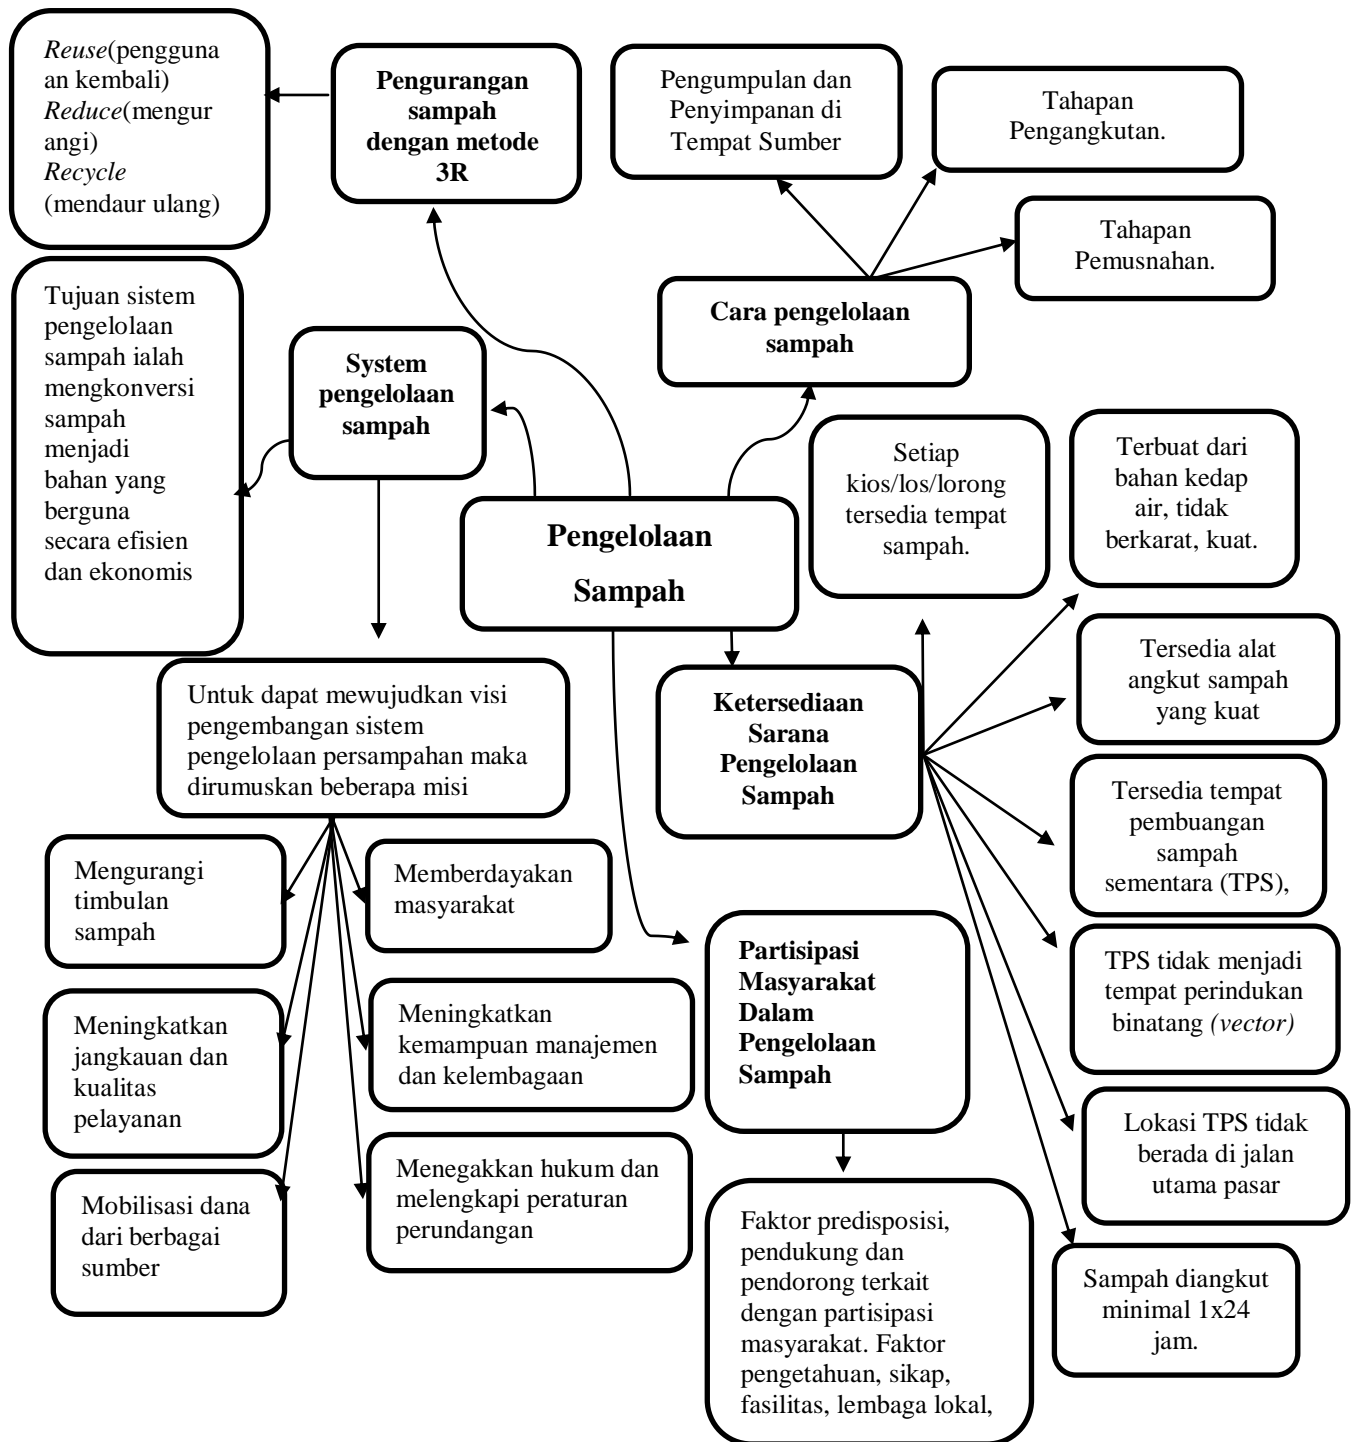 Reuse(pengguna
an kembali)
Reduce(mengur
angi)
Recycle
(mendaur ulang)
Pengurangan
sampah
dengan metode
3R
Pengumpulan dan
Penyimpanan di
Tempat Sumber
Tahapan
Pengangkutan.
Tahapan
Pemusnahan.
Cara pengelolaan
sampah
Tujuan sistem
pengelolaan
sampah ialah
mengkonversi
sampah
menjadi
bahan yang
berguna
secara efisien
dan ekonomis
System
pengelolaan
sampah
Pengelolaan
Sampah
Setiap
kios/los/lorong
tersedia tempat
sampah.
Terbuat dari
bahan kedap
air, tidak
berkarat, kuat.
Tersedia alat
angkut sampah
yang kuat
Untuk dapat mewujudkan visi
pengembangan sistem
pengelolaan persampahan maka
dirumuskan beberapa misi
Ketersediaan
Sarana
Pengelolaan
Sampah
Tersedia tempat
pembuangan
sampah
sementara (TPS),
Mengurangi
timbulan
sampah
Memberdayakan
masyarakat
Partisipasi
Masyarakat
Dalam
Pengelolaan
Sampah
TPS tidak menjadi
tempat perindukan
binatang (vector)
Meningkatkan
jangkauan dan
kualitas
pelayanan
Meningkatkan
kemampuan manajemen
dan kelembagaan
Lokasi TPS tidak
berada di jalan
utama pasar
Mobilisasi dana
dari berbagai
sumber
Menegakkan hukum dan
melengkapi peraturan
perundangan
Faktor predisposisi,
pendukung dan
pendorong terkait
dengan partisipasi
masyarakat. Faktor
pengetahuan, sikap,
fasilitas, lembaga lokal,
Sampah diangkut
minimal 1x24
jam.